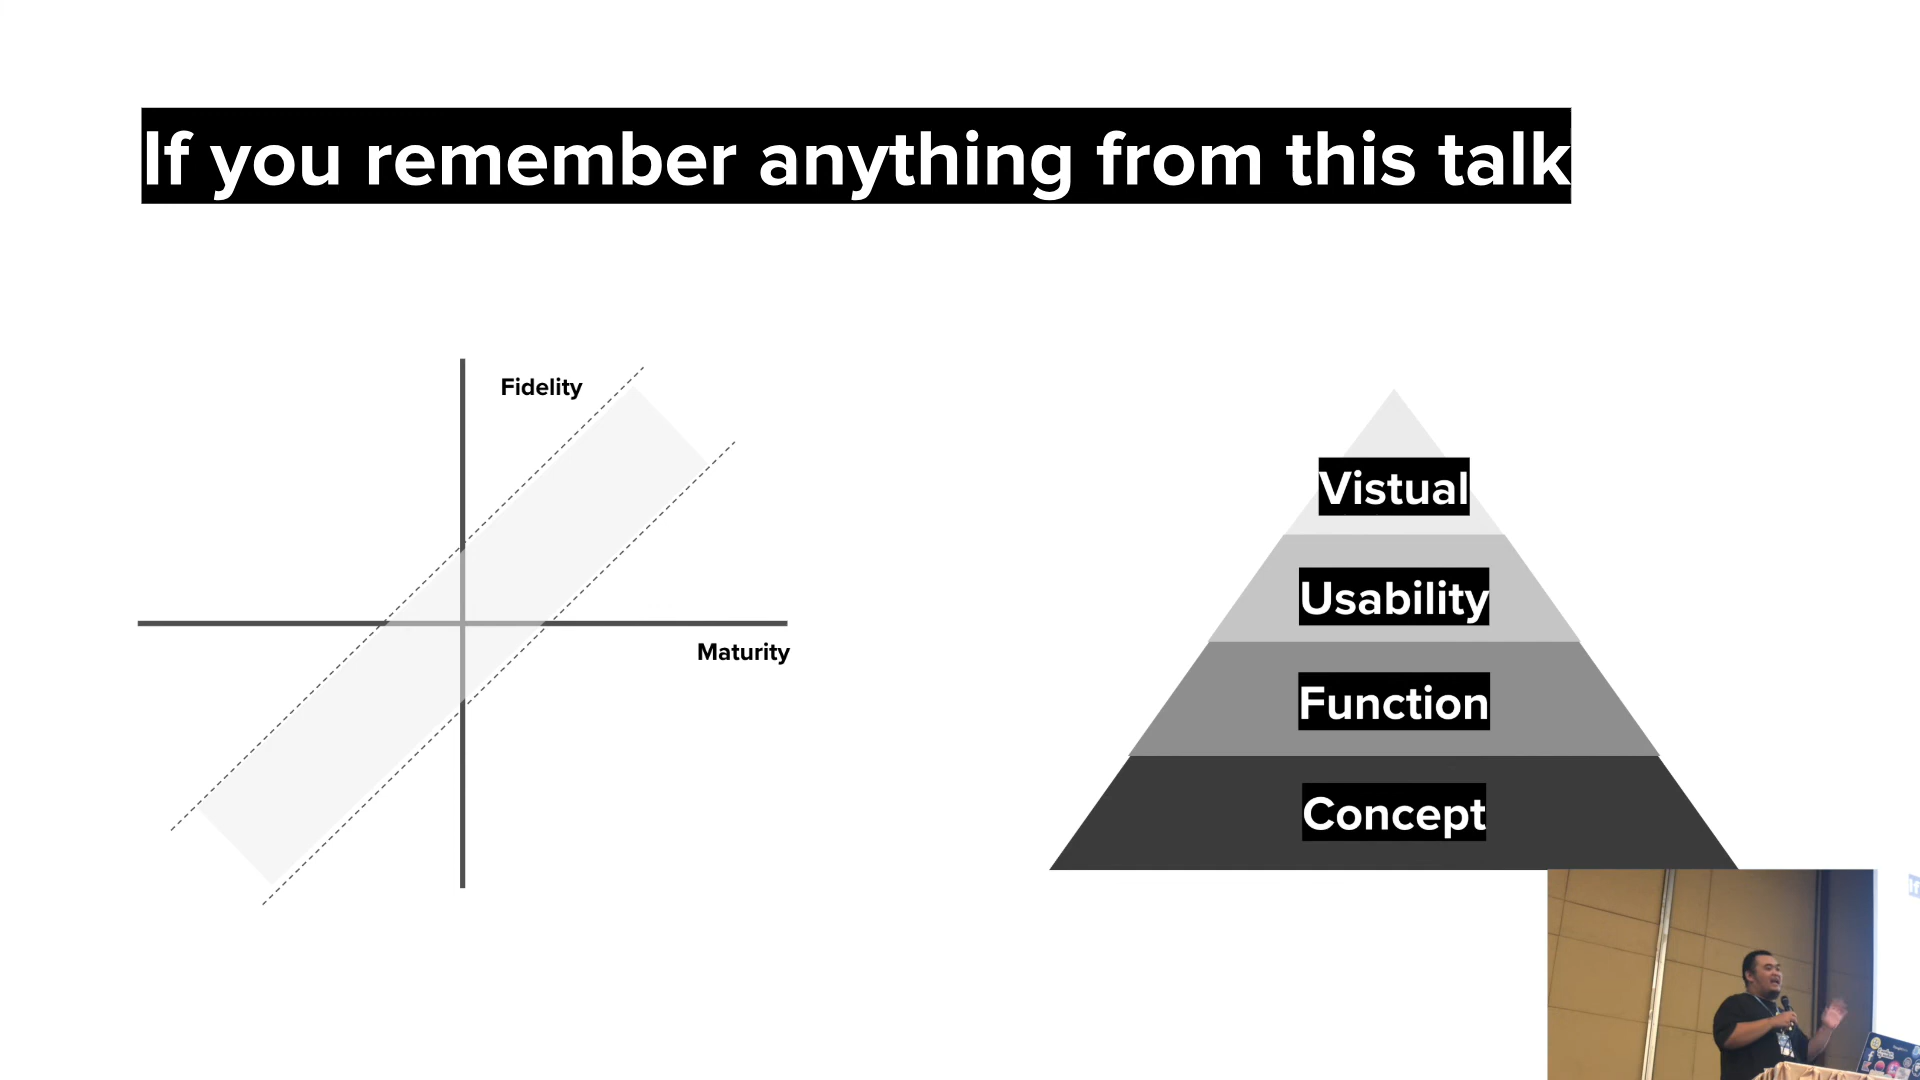 If you remember anything from this talk
Fidelity
Maturity
Vistual
Usability
Function
Concept